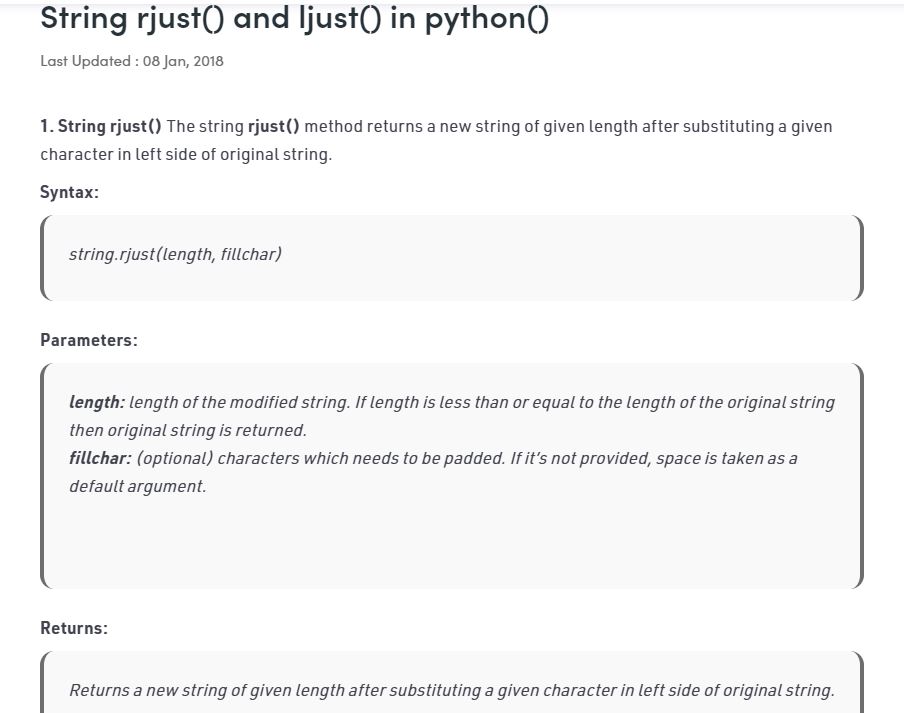 String rjust() and ljust() in python()
Last Updated : 08 Jan, 2018
1. String rjust() The string rjust() method returns a new string of given length after substituting a given
character in left side of original string.
Syntax:
string.rjust(length, fillchar)
Parameters:
length: length of the modified string. If length is less than or equal to the length of the original string
then original string is returned.
fillchar: (optional) characters which needs to be padded. If it's not provided, space is taken as a
default argument.
Returns:
Returns a new string of given length after substituting a given character in left side of original string.